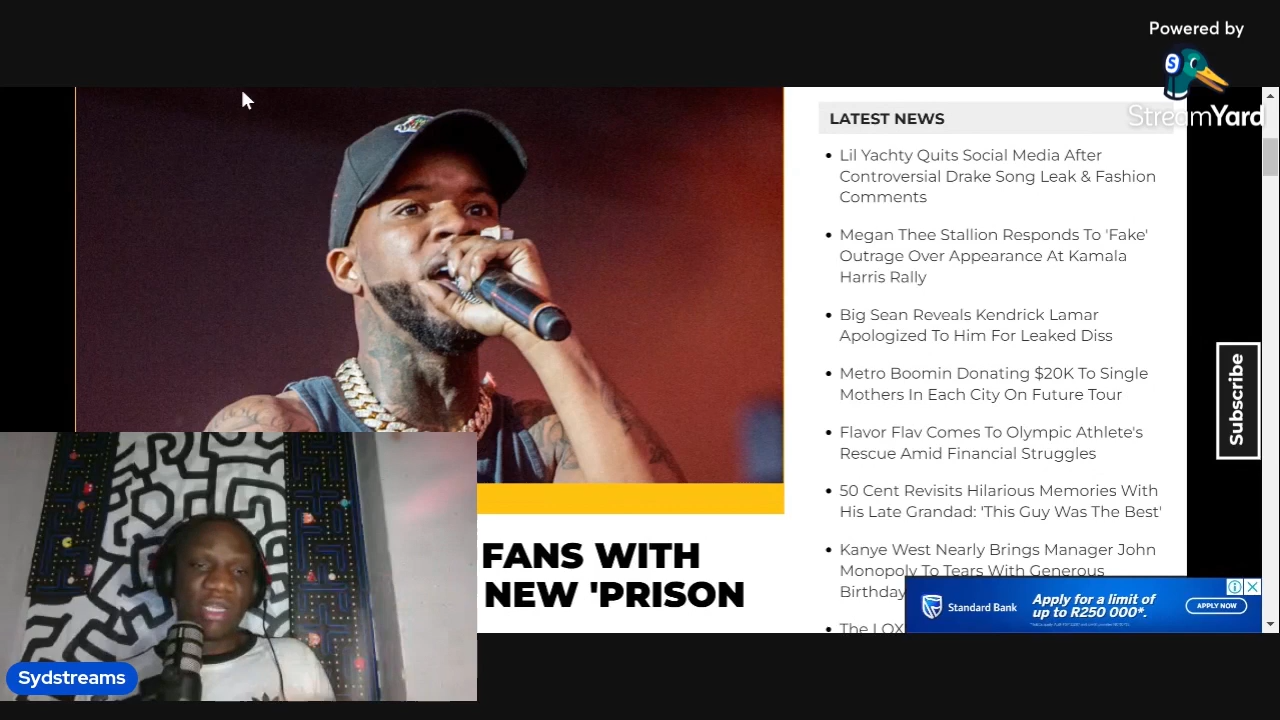 Powered by
StreamYard
LATEST NEWS
Lil Yachty Quits Social Media After
Controversial Drake Song Leak & Fashion
Comments
Megan Thee Stallion Responds To 'Fake'
Outrage Over Appearance At Kamala
Harris Rally
Big Sean Reveals Kendrick Lamar
Apologized To Him For Leaked Diss
Metro Boomin Donating $20K To Single
Mothers In Each City On Future Tour
Flavor Flav Comes To Olympic Athlete's
Rescue Amid Financial Struggles
50 Cent Revisits Hilarious Memories With
His Late Grandad: 'This Guy Was The Best'
Kanye West Nearly Brings Manager John
Monopoly To Tears With Generous
Birthday
The LOX
Subscribe
FANS WITH
NEW 'PRISON
Standard Bank
Apply for a limit of
up to R250 000*.
APPLY NOW
Sydstreams